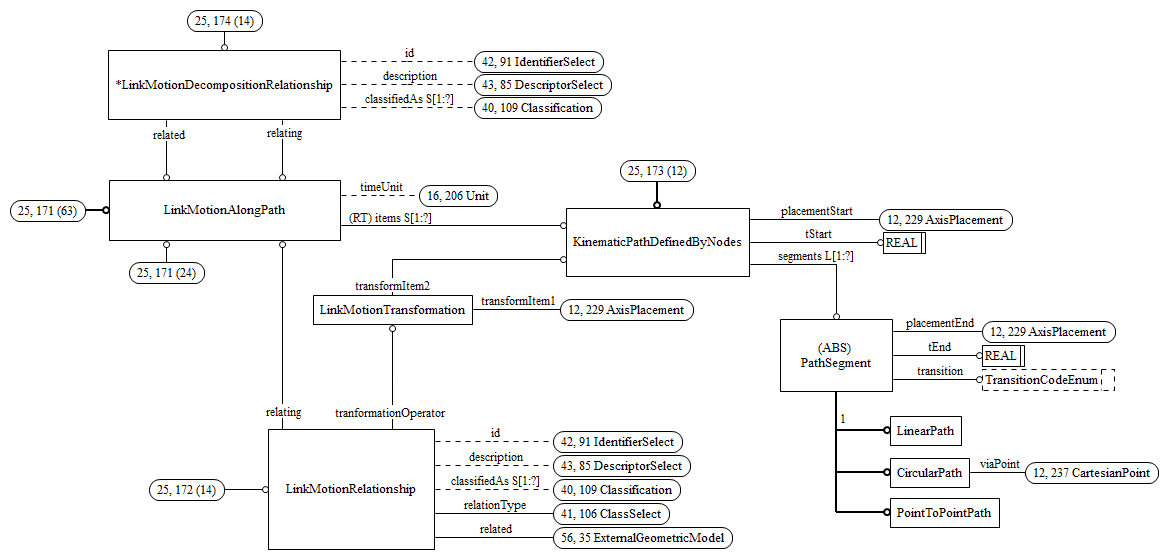 25, 174 (14)
*LinkMotionDecompositionRelationship
id
42, 91 IdentifierSelect
description
43, 85 DescriptorSelect
classifiedAs S[1:?]
40, 109 Classification
related
relating
25, 171 (63)
LinkMotionAlongPath
timeUnit
16, 206 Unit
(RT) items S[1:?]
25, 171 (24)
25, 173 (12)
KinematicPathDefinedByNodes
placementStart
12, 229 AxisPlacement
tStart
REAL
segments L[1:?]
transformItem2
LinkMotionTransformation
transformItem1
12, 229 AxisPlacement
(ABS)
PathSegment
placementEnd
12, 229 AxisPlacement
tEnd
REAL
transition
TransitionCodeEnum
1
LinearPath
CircularPath
viaPoint
12, 237 CartesianPoint
PointToPointPath
relating
tranformationOperator
25, 172 (14)
LinkMotionRelationship
id
42, 91 IdentifierSelect
description
43, 85 DescriptorSelect
classifiedAs S[1:?]
40, 109 Classification
relationType
41, 106 ClassSelect
related
56, 35 ExternalGeometricModel